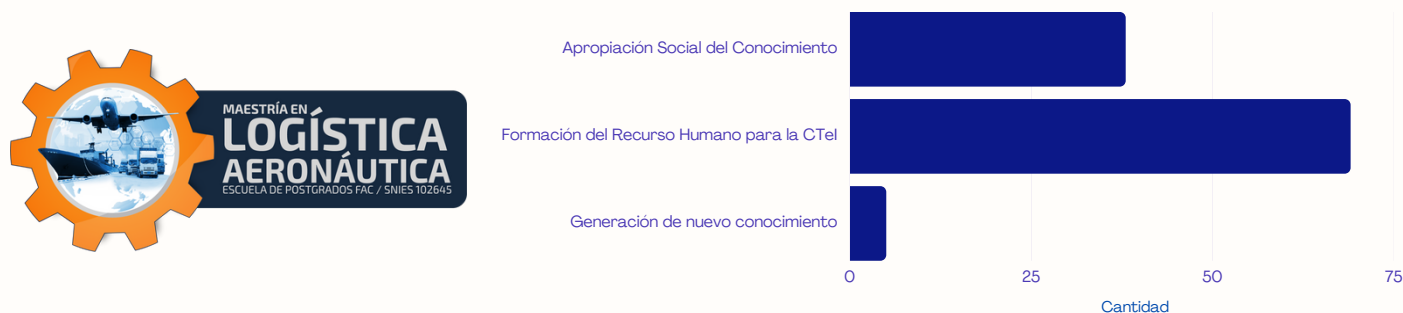 MAESTRÍA EN
LOGÍSTICA
AERONÁUTICA
ESCUELA DE POSTGRADOS FAC / SNIES 102645
Apropiación Social del Conocimiento
Formación del Recurso Humano para la CTeI
Generación de nuevo conocimiento
0 25 50 75
Cantidad